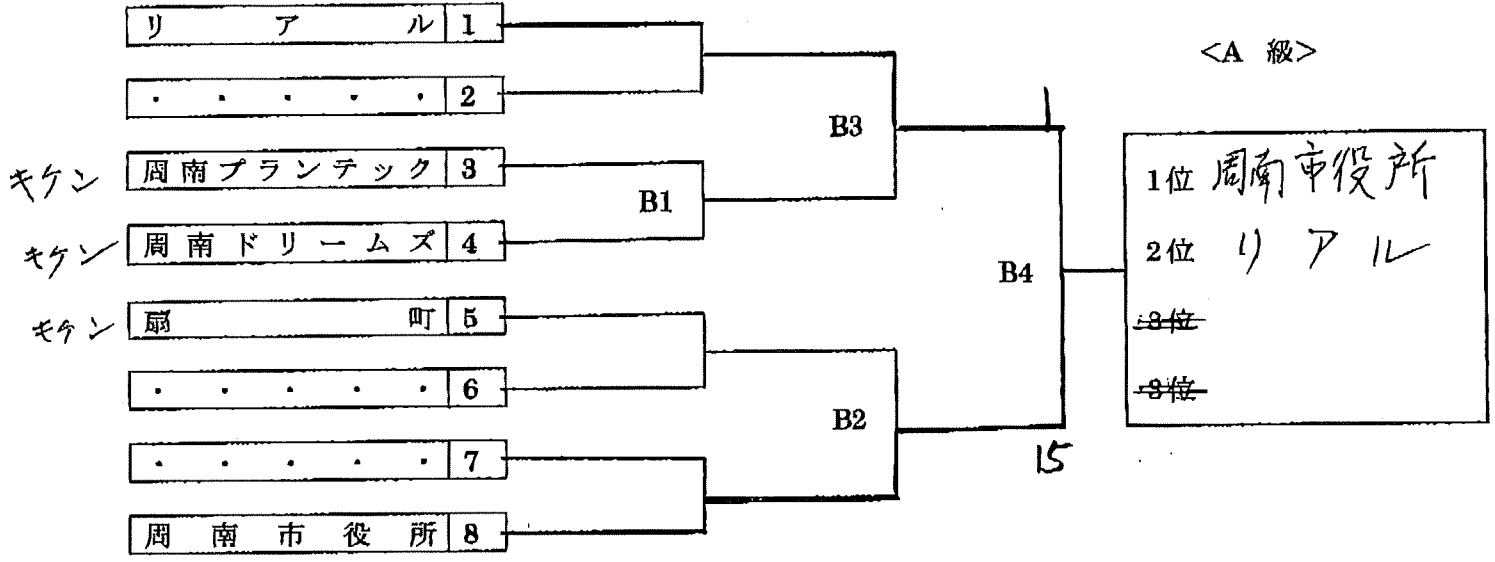 リアル 1
<A 級>
・・・・・ 2
B3
1
キケン 周南プランテック 3
1位 周南市役所
B1
キケン 周南ドリームズ 4
2位 リアル
B4
キケン 扇町 5
3位
・・・・・ 6
3位
B2
・・・・・ 7
15
周南市役所 8